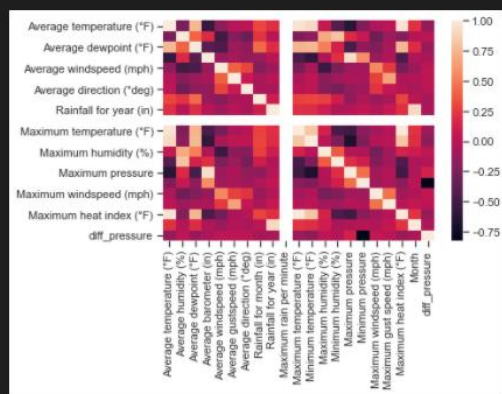 Average temperature (°F)
Average dewpoint (°F)
Average windspeed (mph)
Average direction (°deg)
Rainfall for year (in)
Maximum temperature (°F)
Maximum humidity (%)
Maximum pressure
Maximum windspeed (mph)
Maximum heat index (°F)
diff_pressure
1.00
0.75
0.50
0.25
0.00
-0.25
-0.50
-0.75
Average temperature (°F)
Average humidity (%)
Average dewpoint (°F)
Average barometer (in)
Average windspeed (mph)
Average gustspeed (mph)
Average direction (°deg)
Rainfall for month (in)
Rainfall for year (in)
Maximum rain per minute
Maximum temperature (°F)
Minimum temperature (°F)
Maximum humidity (%)
Minimum humidity (%)
Maximum pressure
Minimum pressure
Maximum windspeed (mph)
Maximum gust speed (mph)
Maximum heat index (°F)
Month
diff_pressure